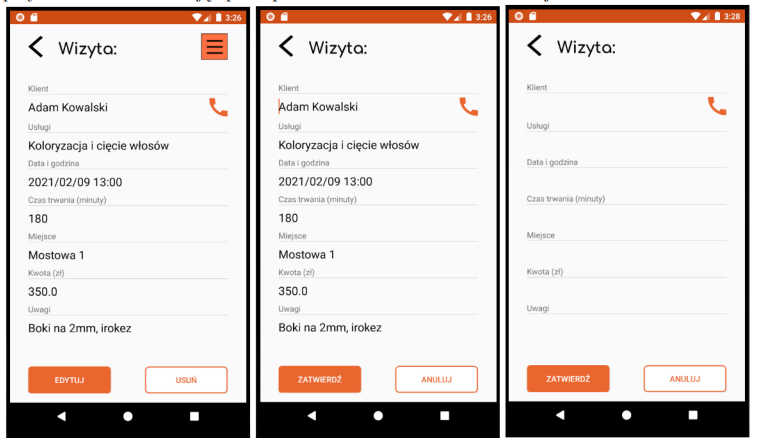 3:26
Wizyta:
Klient
Adam Kowalski
Usługi
Koloryzacja i cięcie włosów
Data i godzina
2021/02/09 13:00
Czas trwania (minuty)
180
Miejsce
Mostowa 1
Kwota (zł)
350.0
Uwagi
Boki na 2mm, irokez
EDYTUJ
USUŃ
3:26
Wizyta:
Klient
Adam Kowalski
Usługi
Koloryzacja i cięcie włosów
Data i godzina
2021/02/09 13:00
Czas trwania (minuty)
180
Miejsce
Mostowa 1
Kwota (zł)
350.0
Uwagi
Boki na 2mm, irokez
ZATWIERDŹ
ANULUJ
3:28
Wizyta:
Klient
Usługi
Data i godzina
Czas trwania (minuty)
Miejsce
Kwota (zł)
Uwagi
ZATWIERDŹ
ANULUJ